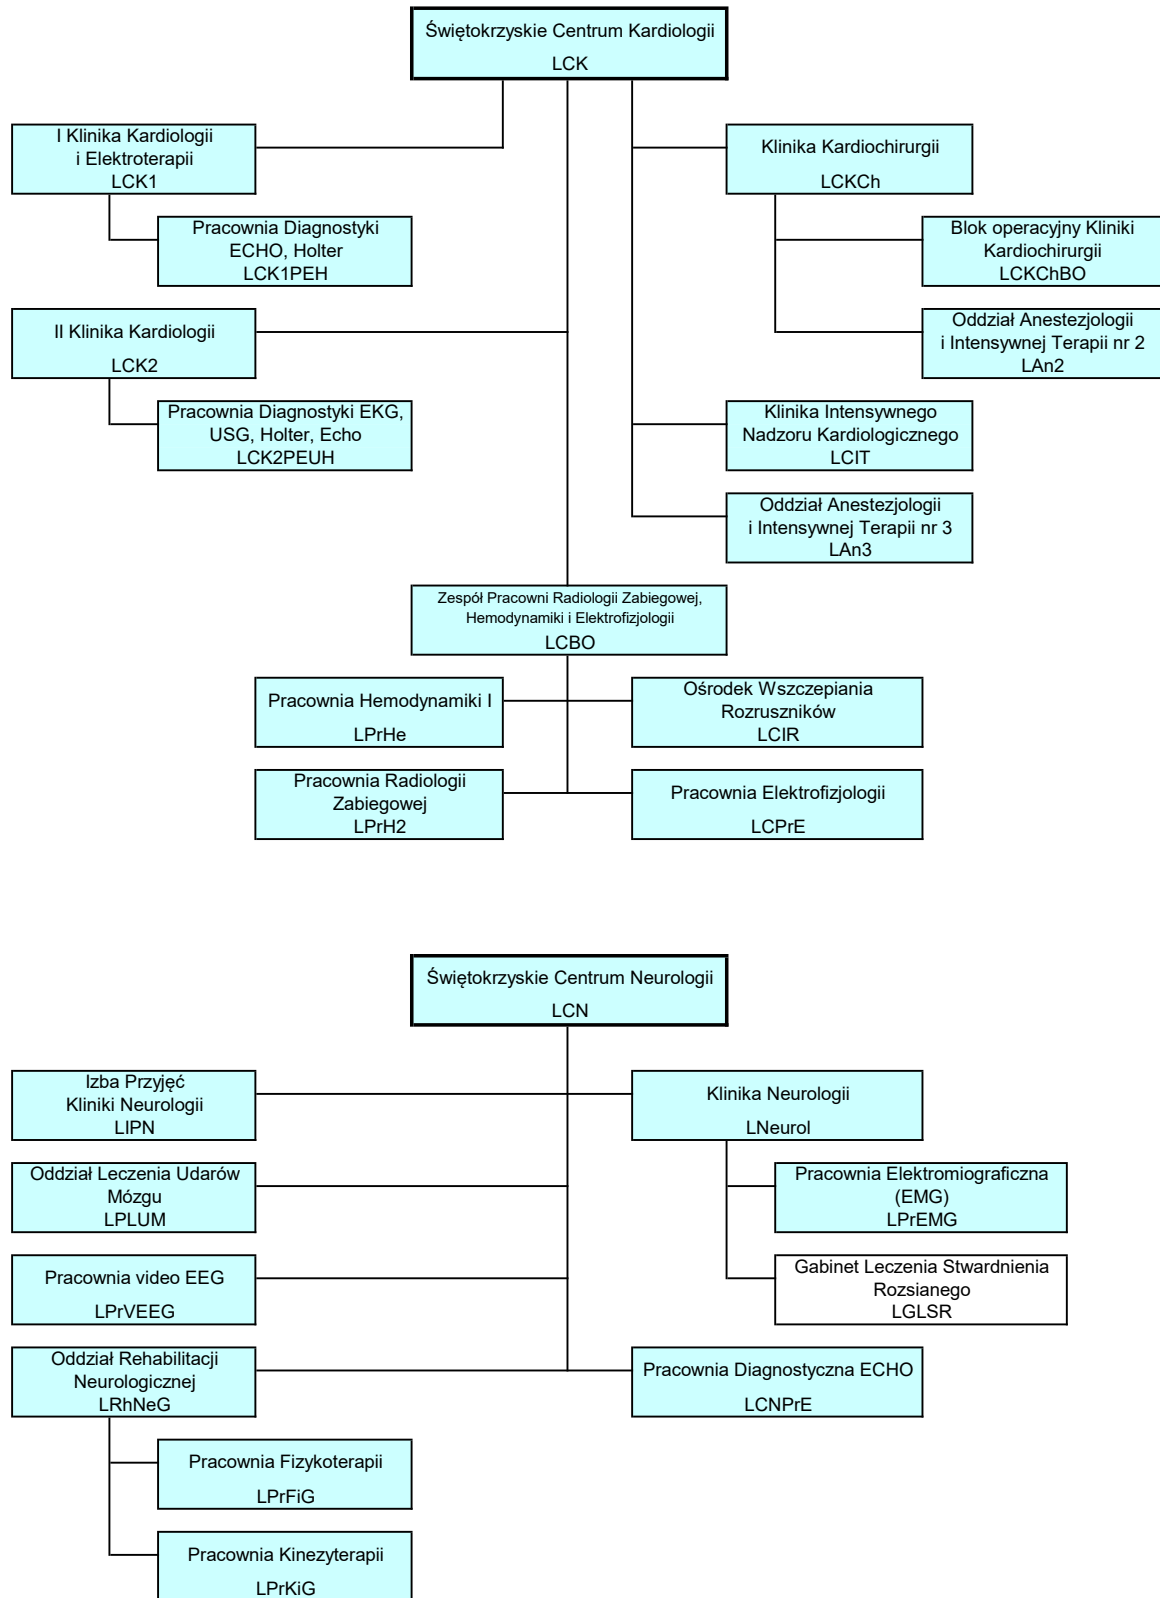 Świętokrzyskie Centrum Kardiologii
LCK
I Klinika Kardiologii
i Elektroterapii
LCK1
Klinika Kardiochirurgii
LCKCh
Pracownia Diagnostyki
ECHO, Holter
LCK1PEH
Blok operacyjny Kliniki
Kardiochirurgii
LCKChBO
II Klinika Kardiologii
LCK2
Oddział Anestezjologii
i Intensywnej Terapii nr 2
LAn2
Pracownia Diagnostyki EKG,
USG, Holter, Echo
LCK2PEUH
Klinika Intensywnego
Nadzoru Kardiologicznego
LCIT
Oddział Anestezjologii
i Intensywnej Terapii nr 3
LAn3
Zespół Pracowni Radiologii Zabiegowej,
Hemodynamiki i Elektrofizjologii
LCBO
Pracownia Hemodynamiki I
LPrHe
Ośrodek Wszczepiania
Rozruszników
LCIR
Pracownia Radiologii
Zabiegowej
LPrH2
Pracownia Elektrofizjologii
LCPrE
Świętokrzyskie Centrum Neurologii
LCN
Izba Przyjęć
Kliniki Neurologii
LIPN
Klinika Neurologii
LNeurol
Oddział Leczenia Udarów
Mózgu
LPLUM
Pracownia Elektromiograficzna
(EMG)
LPrEMG
Pracownia video EEG
LPrVEEG
Gabinet Leczenia Stwardnienia
Rozsianego
LGLSR
Oddział Rehabilitacji
Neurologicznej
LRhNeG
Pracownia Diagnostyczna ECHO
LCNPrE
Pracownia Fizykoterapii
LPrFiG
Pracownia Kinezyterapii
LPrKiG